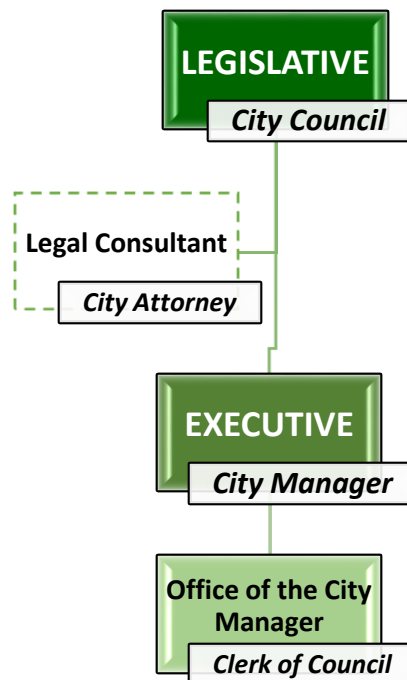 LEGISLATIVE
City Council
Legal Consultant
City Attorney
EXECUTIVE
City Manager
Office of the City
Manager
Clerk of Council